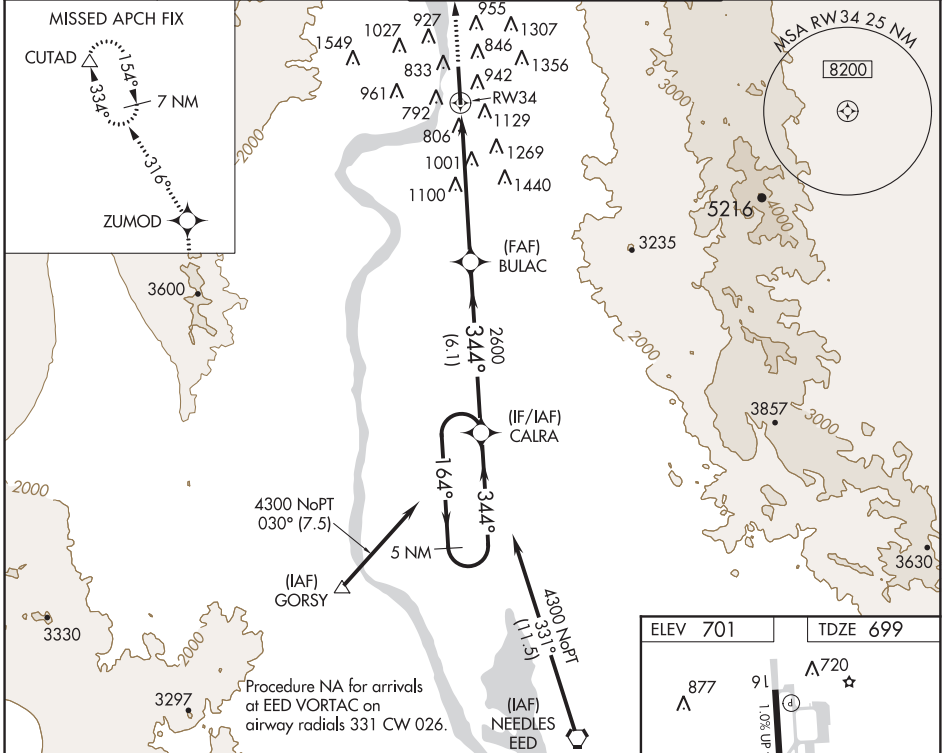 MISSED APCH FIX
CUTAD
154°
334°
7 NM
316°
ZUMOD
3600
2000
1549
1027
927
955
1307
846
833
1356
961
942
792
RW34
1129
806
1001
1269
1100
1440
MSA RW34 25 NM
8200
3000
5216
4000
3235
(FAF)
BULAC
2600
344°
(6.1)
2000
3857
3000
(IF/IAF)
CALRA
164°
344°
5 NM
2000
4300 NoPT
030° (7.5)
(IAF)
GORSY
4300 NoPT
331°
(11.5)
3630
3330
2000
3297
Procedure NA for arrivals
at EED VORTAC on
airway radials 331 CW 026.
(IAF)
NEEDLES
EED
ELEV 701
TDZE 699
877
720
16
P
1.0% UP